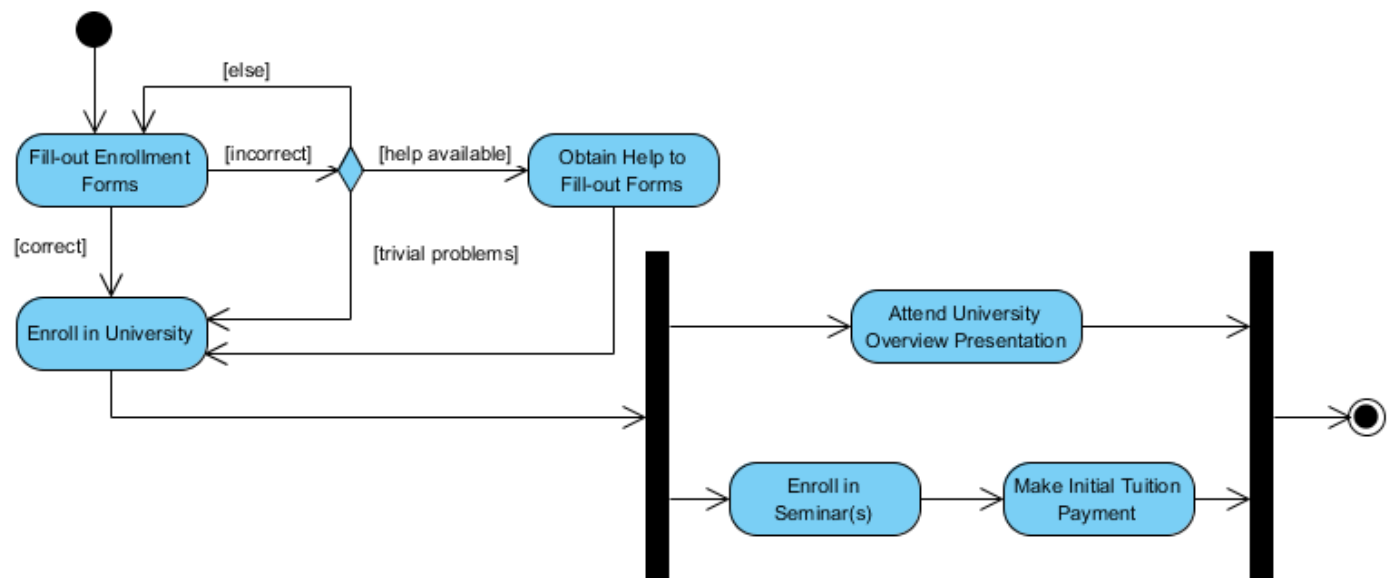 [else]
Fill-out Enrollment
Forms
[incorrect]
[help available]
Obtain Help to
Fill-out Forms
[correct]
[trivial problems]
Enroll in University
Attend University
Overview Presentation
Enroll in
Seminar(s)
Make Initial Tuition
Payment